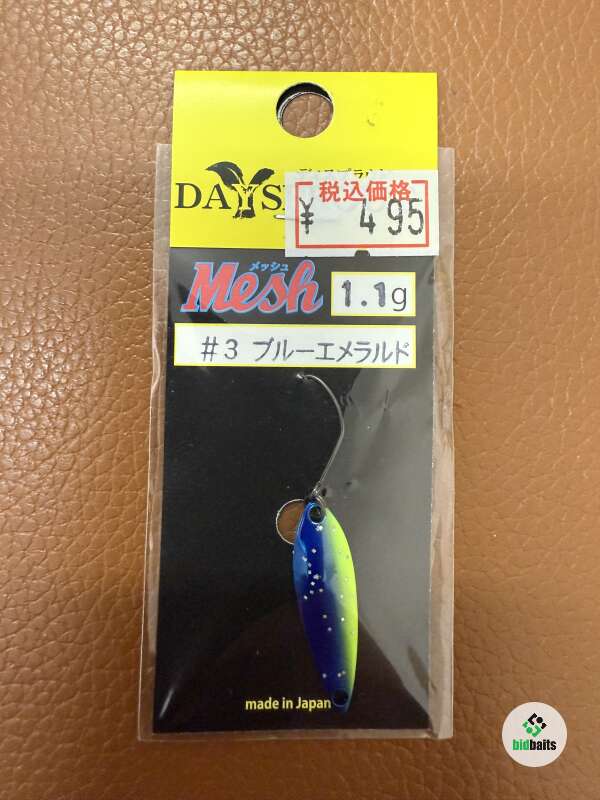 税込価格
¥ 495
メッシュ
Mesh
1.1g
#3 ブルーエメラルド
made in Japan
bidbaits